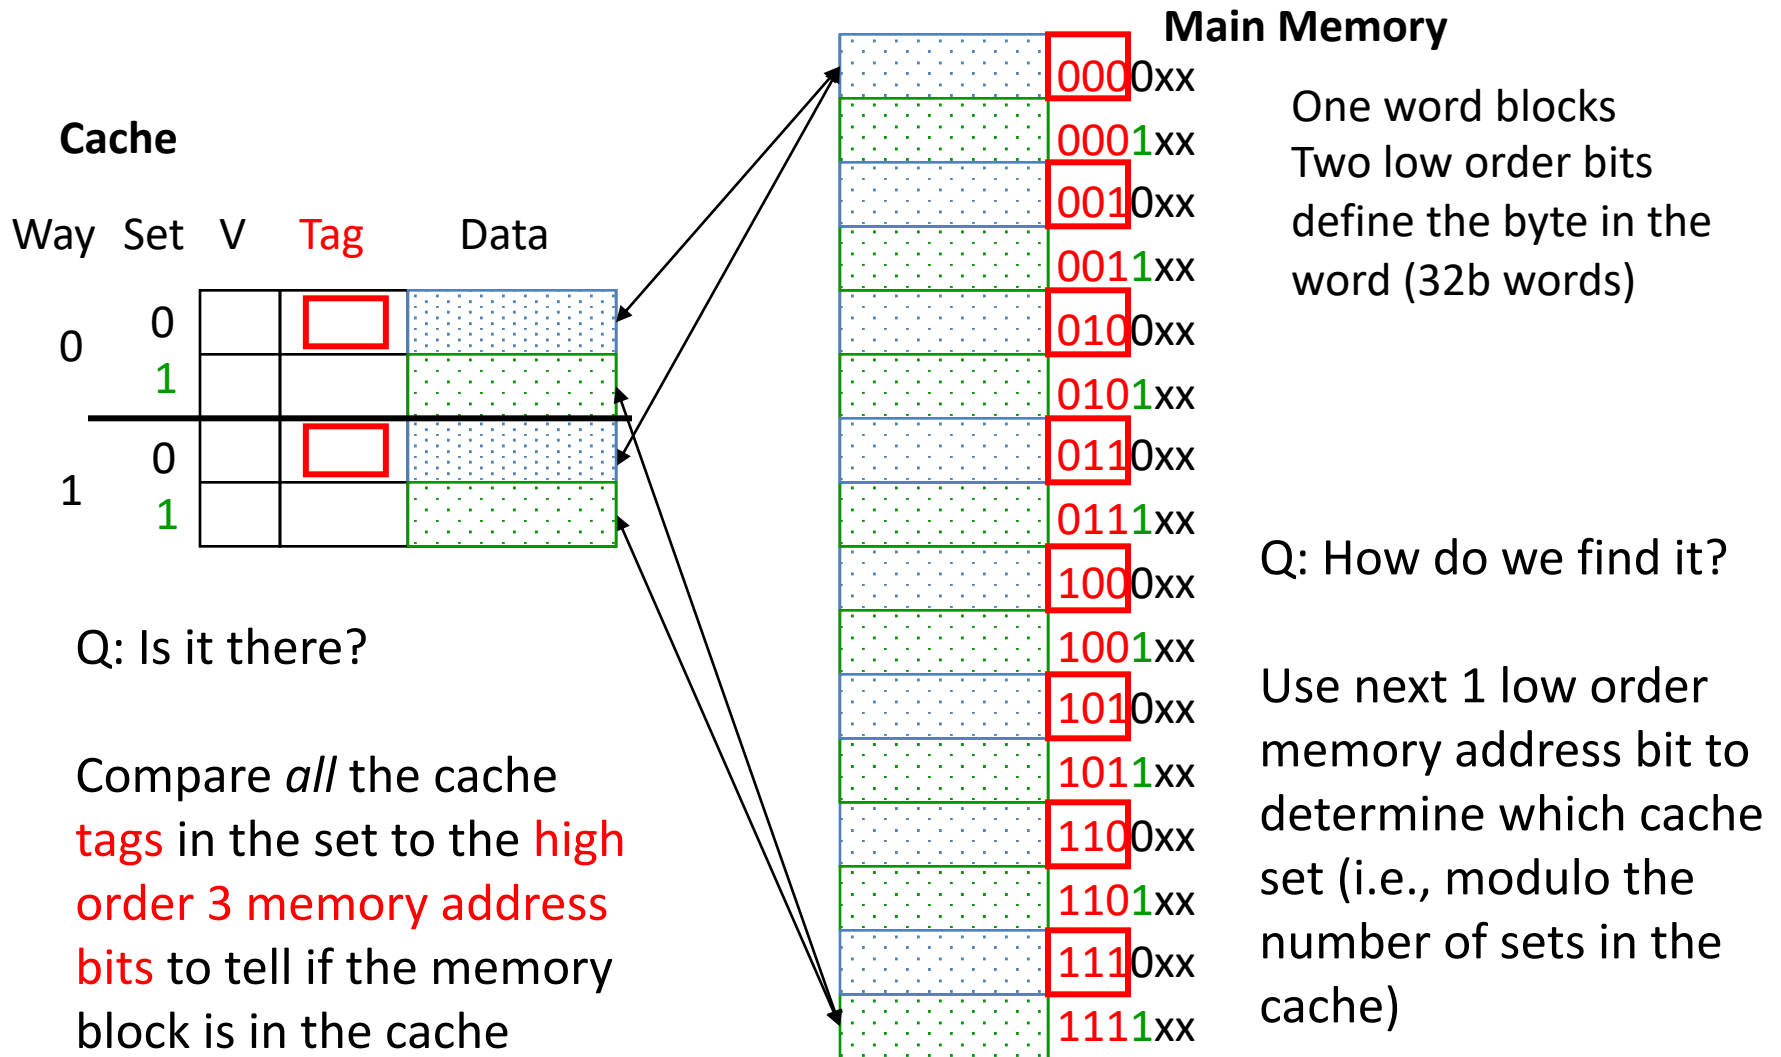 Cache
Way Set V Tag Data
0
0
1
1
0
1
Q: Is it there?
Compare all the cache
tags in the set to the high
order 3 memory address
bits to tell if the memory
block is in the cache
Main Memory
0000xx
0001xx
0010xx
0011xx
0100xx
0101xx
0110xx
0111xx
1000xx
1001xx
1010xx
1011xx
1100xx
1101xx
1110xx
1111xx
One word blocks
Two low order bits
define the byte in the
word (32b words)
Q: How do we find it?
Use next 1 low order
memory address bit to
determine which cache
set (i.e., modulo the
number of sets in the
cache)